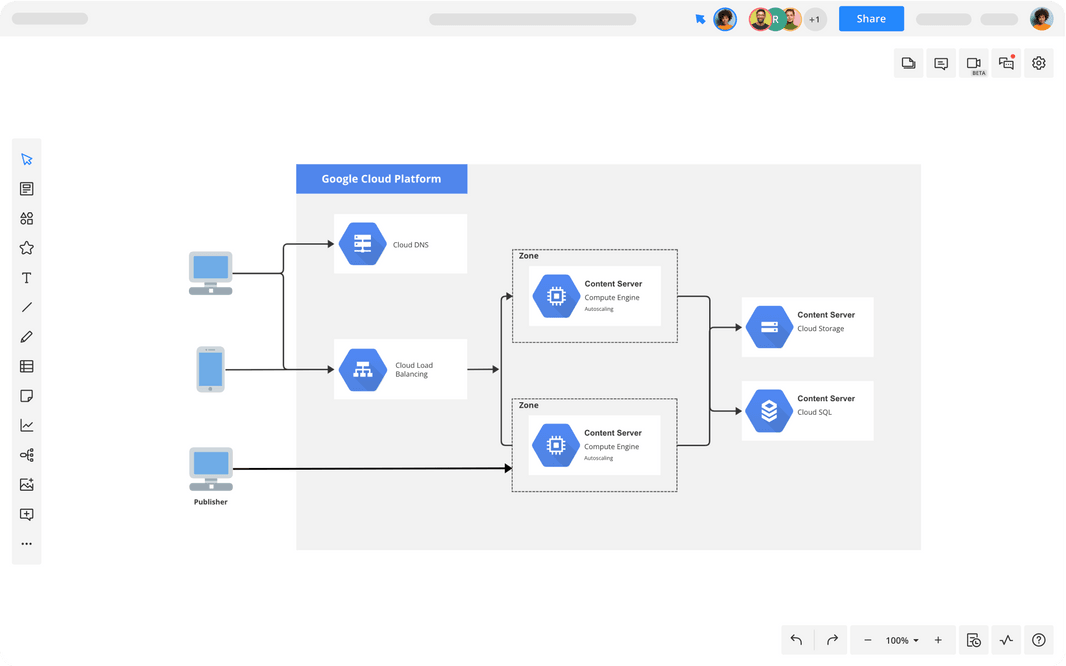 R
+1
Share
BETA
Google Cloud Platform
Cloud DNS
Zone
Content Server
Compute Engine
Autoscaling
Content Server
Cloud Storage
Cloud Load
Balancing
Content Server
Cloud SQL
Zone
Content Server
Compute Engine
Autoscaling
Publisher
T
100%